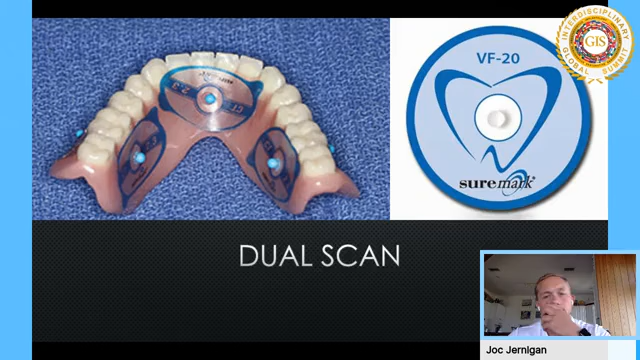 VF-20
suremark
INTERDISCIPLINARY
GLOBAL SUMMIT
GIS
DUAL SCAN
Joc Jernigan